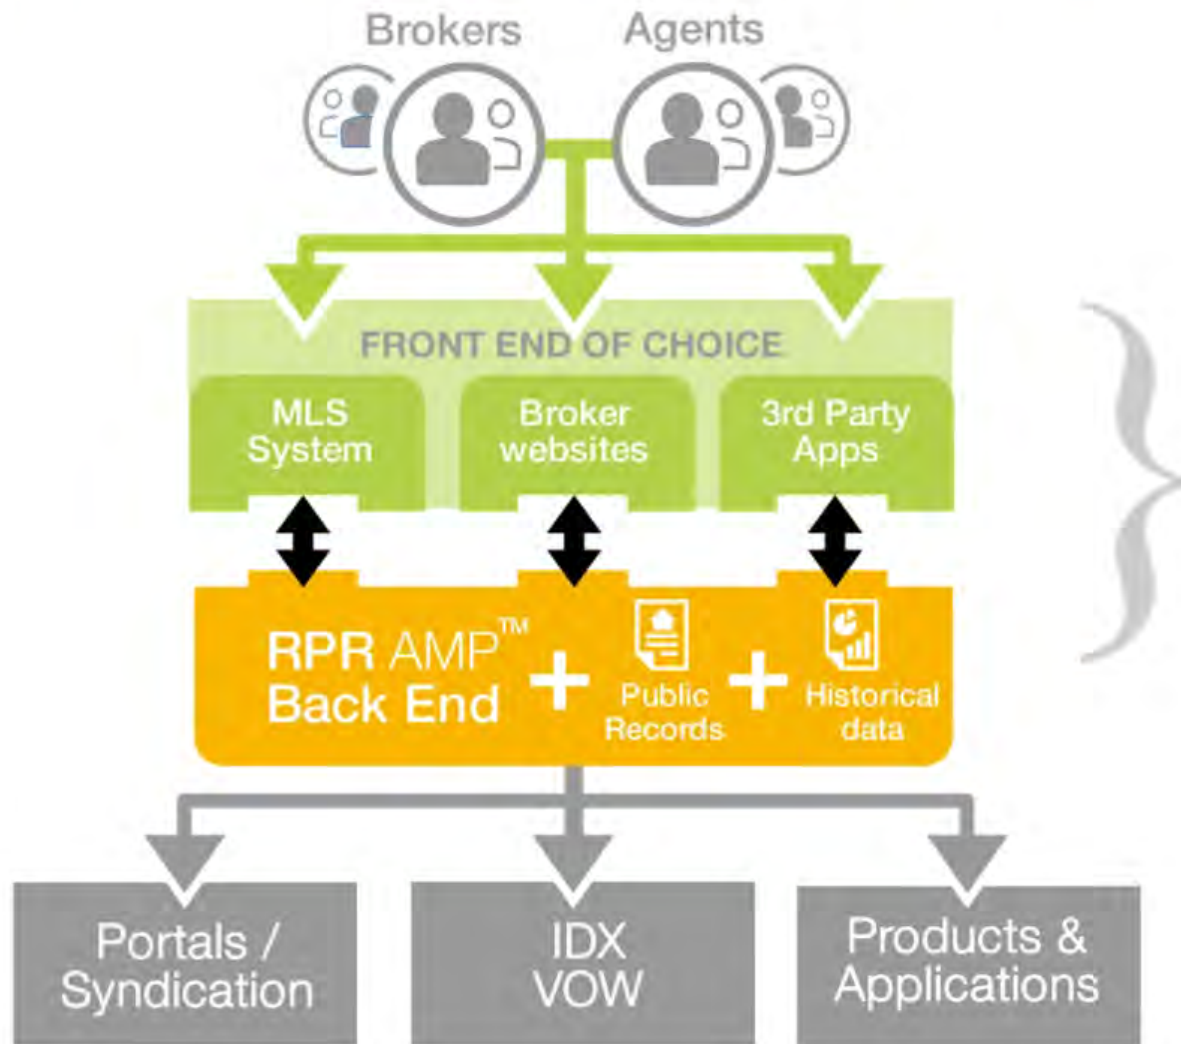 Brokers Agents
FRONT END OF CHOICE
MLS
System
Broker
websites
3rd Party
Apps
RPR AMP™
Back End
+
Public
Records
+
Historical
data
Portals /
Syndication
IDX
VOW
Products &
Applications